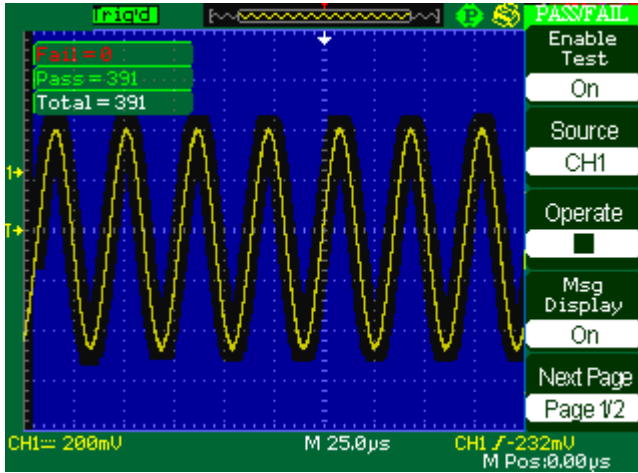 Trig'd
P
PASS/FAIL
Enable
Test
On
Fail = 0
Pass = 391
Total = 391
Source
CH1
1
Operate
T
Msg
Display
On
Next Page
Page 1/2
CH1 200mV
M 25.0µs
CH1 -232mV
M Pos:0.00µs